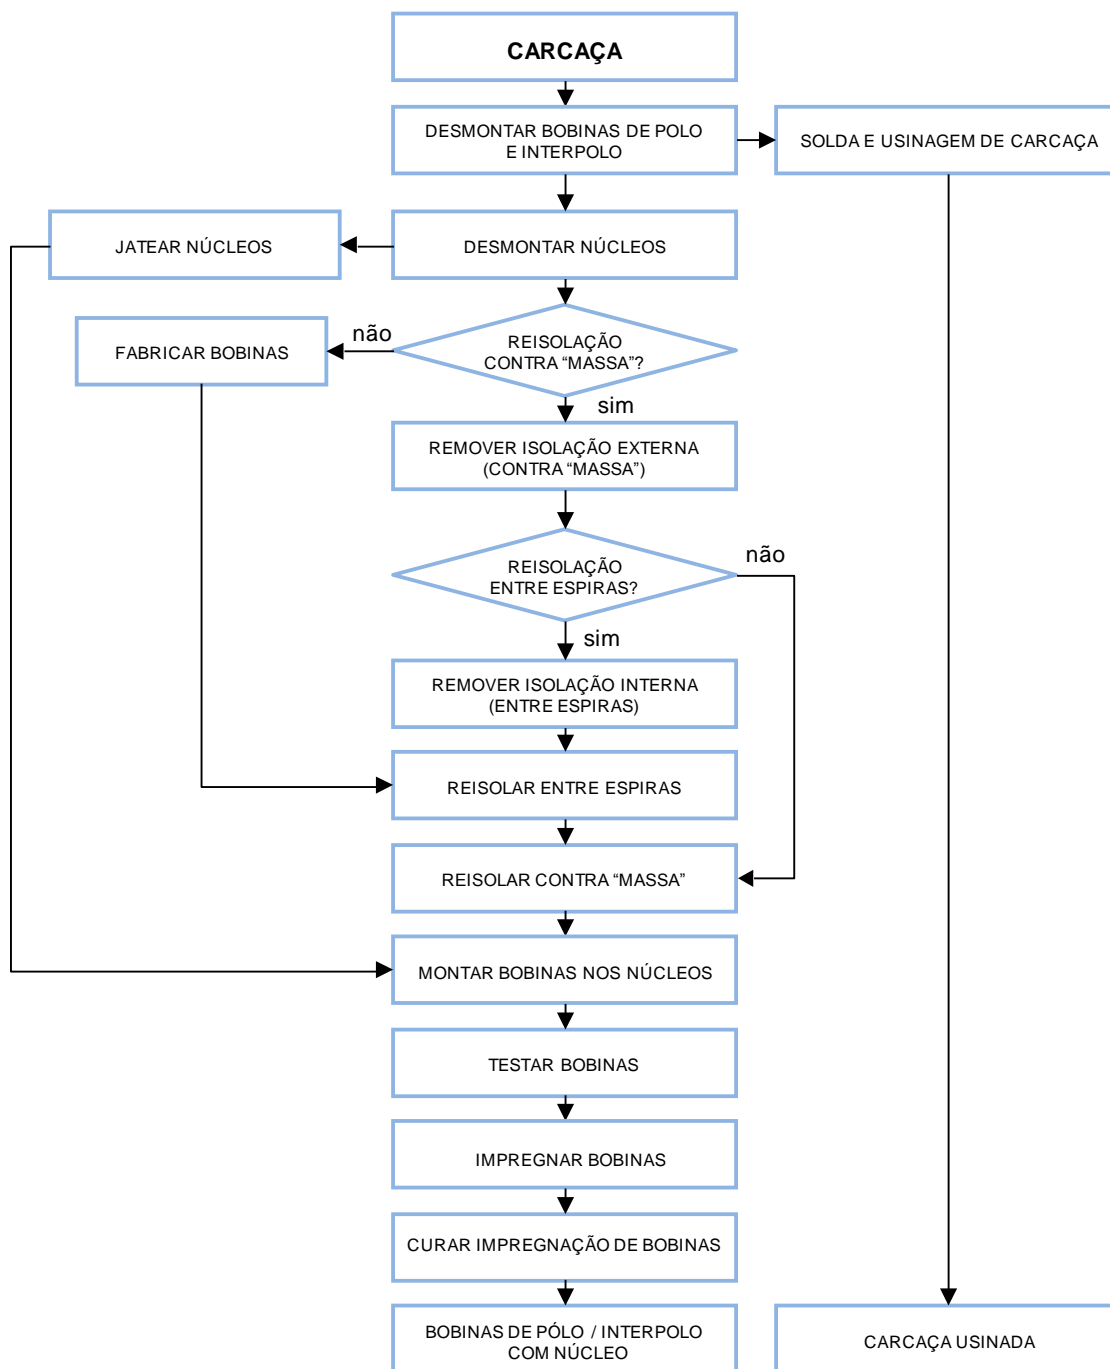 CARCAÇA
DESMONTAR BOBINAS DE POLO
E INTERPOLO
SOLDA E USINAGEM DE CARCAÇA
JATEAR NÚCLEOS
DESMONTAR NÚCLEOS
não
FABRICAR BOBINAS
REISOLAÇÃO
CONTRA “MASSA”?
sim
REMOVER ISOLAÇÃO EXTERNA
(CONTRA “MASSA”)
REISOLAÇÃO
ENTRE ESPIRAS?
não
sim
REMOVER ISOLAÇÃO INTERNA
(ENTRE ESPIRAS)
REISOLAR ENTRE ESPIRAS
REISOLAR CONTRA “MASSA”
MONTAR BOBINAS NOS NÚCLEOS
TESTAR BOBINAS
IMPREGNAR BOBINAS
CURAR IMPREGNAÇÃO DE BOBINAS
BOBINAS DE PÓLO / INTERPOLO
COM NÚCLEO
CARCAÇA USINADA